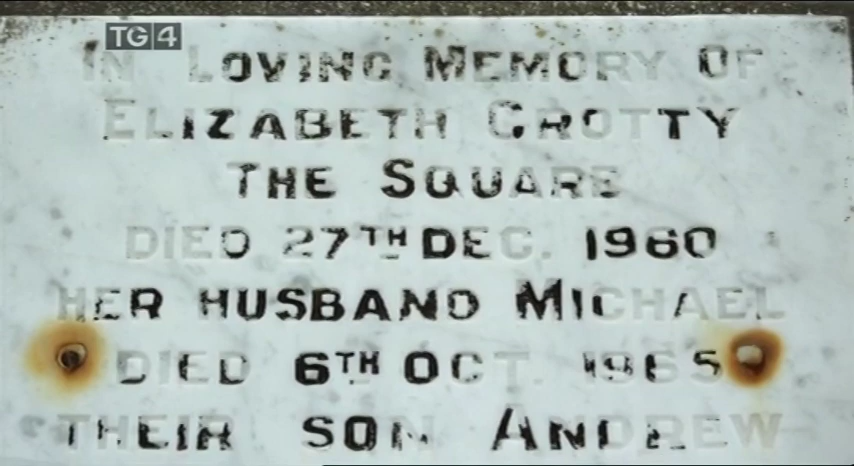 TG4
IN LOVING MEMORY OF
ELIZABETH CROTTY
THE SQUARE
DIED 27TH DEC. 1960
HER HUSBAND MICHAEL
DIED 6TH OCT. 1965
THEIR SON ANDREW